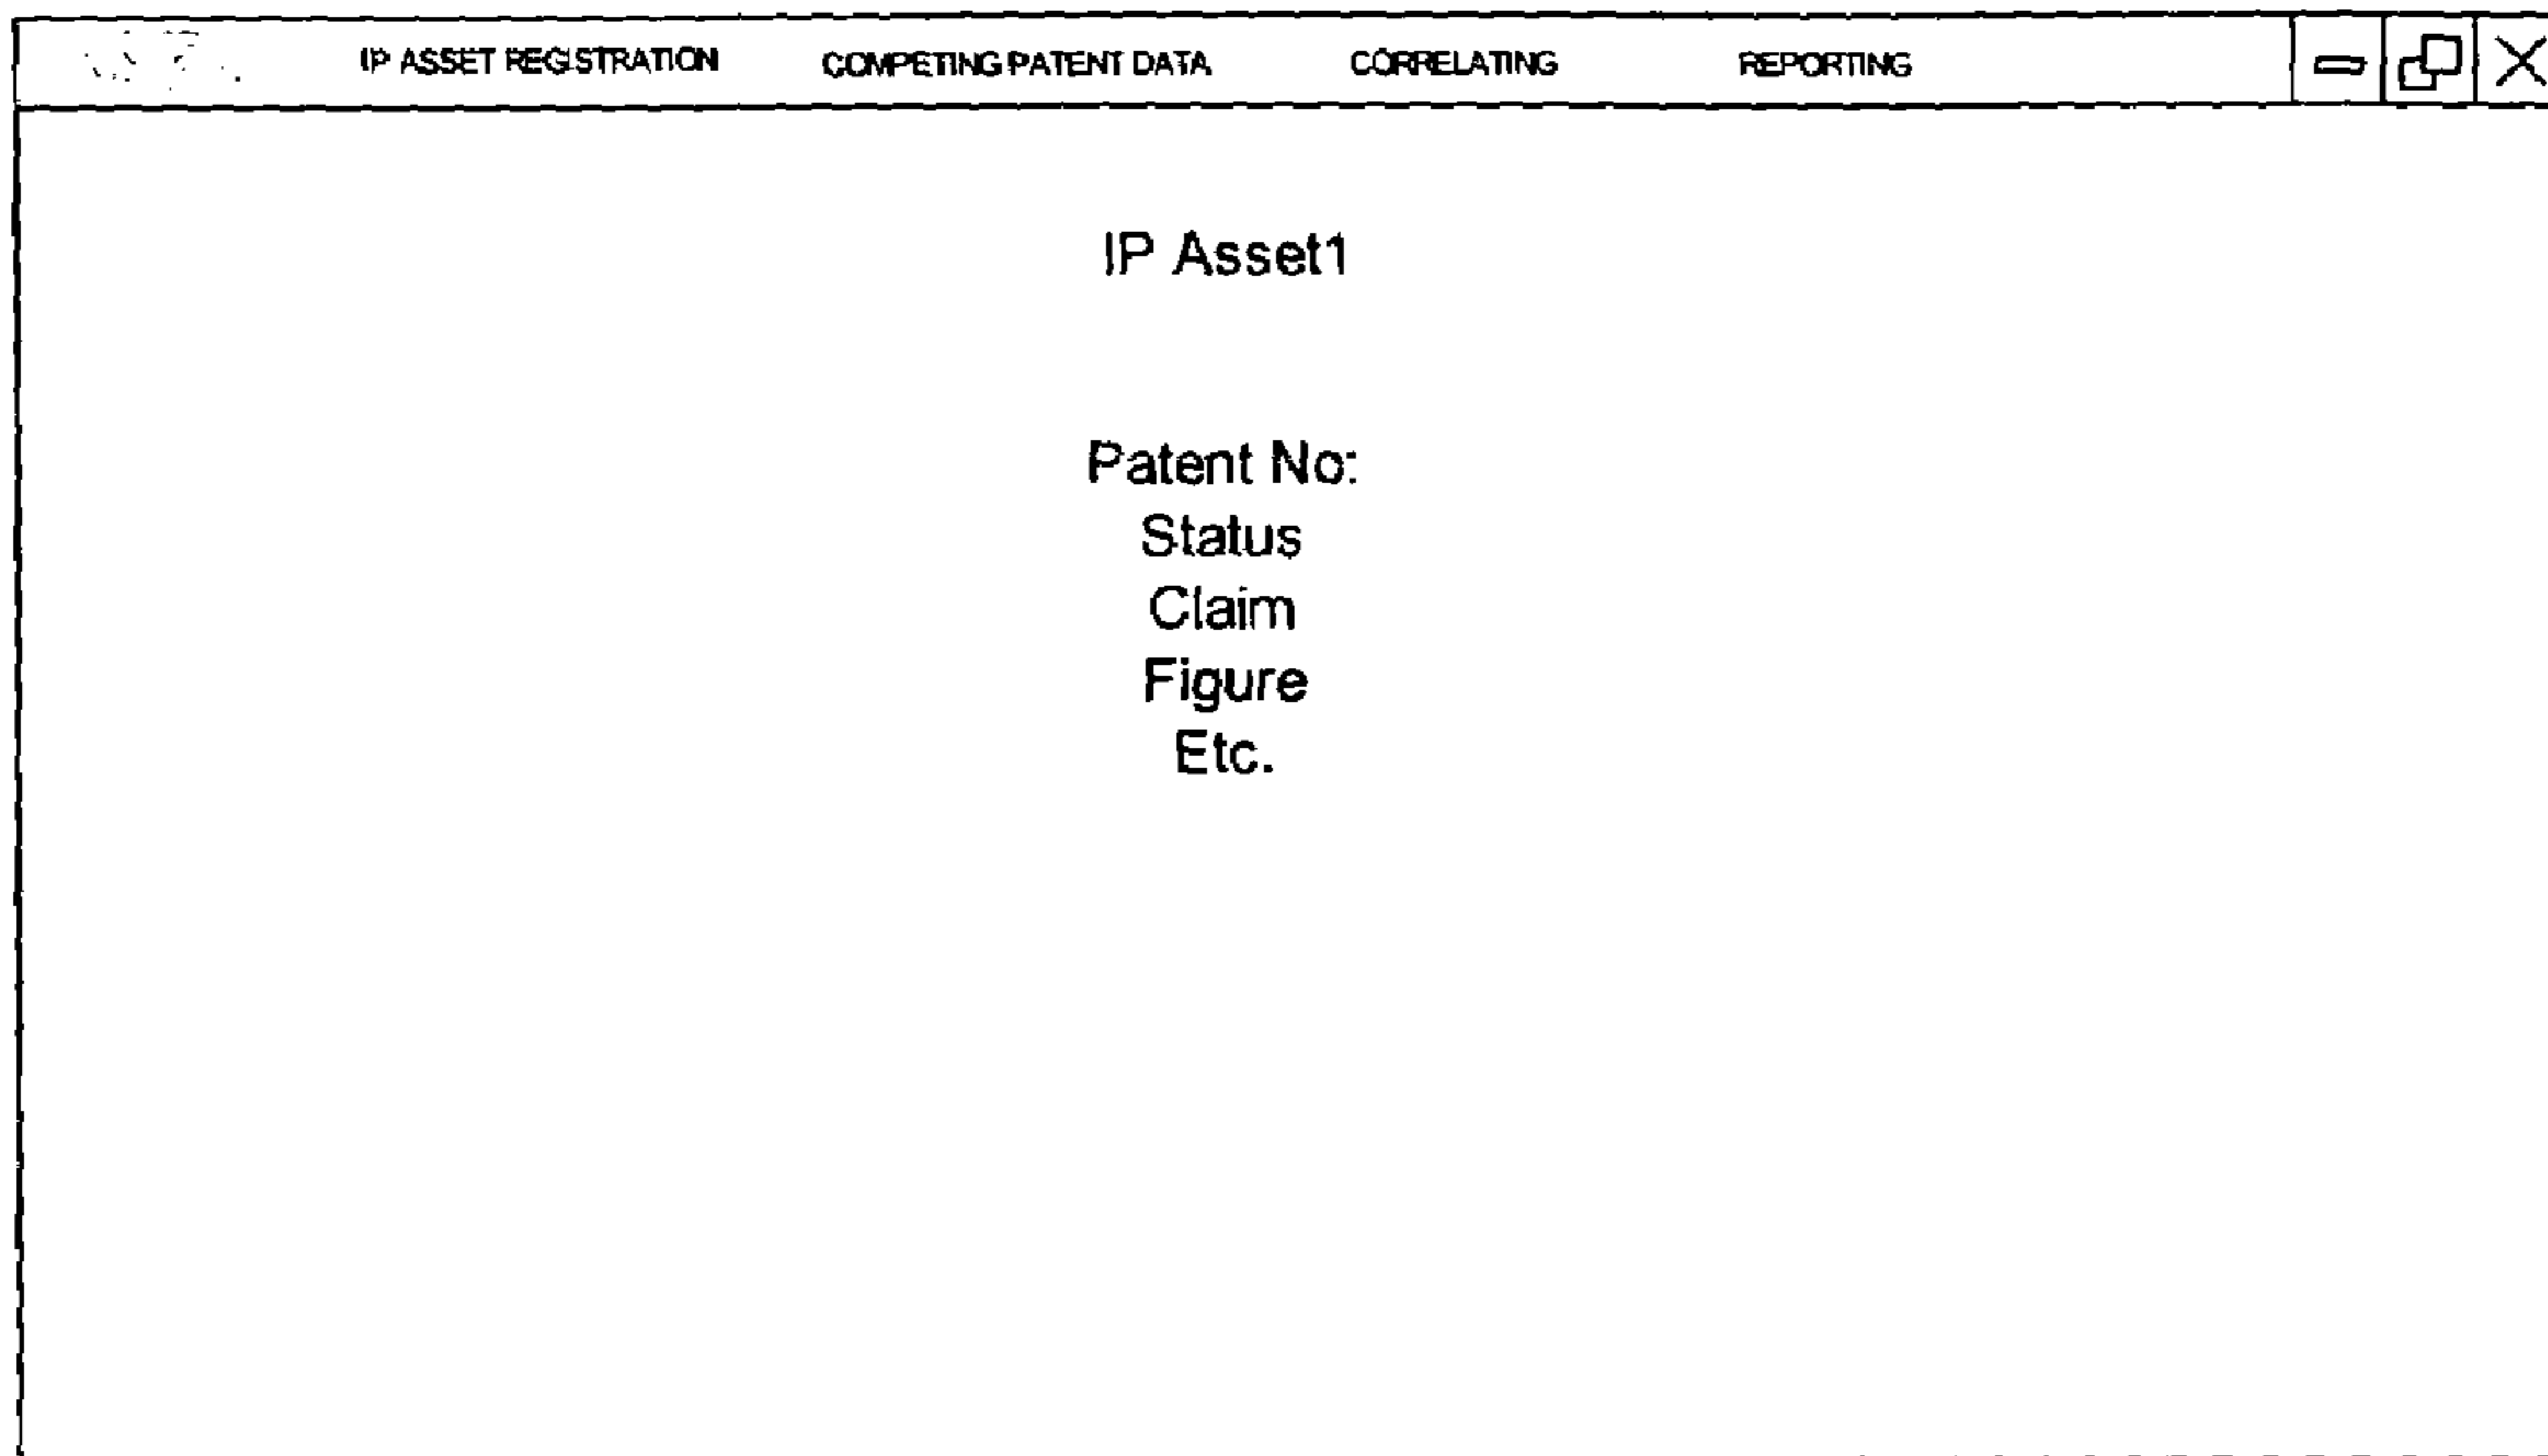 IP ASSET REGISTRATION COMPETING PATENT DATA CORRELATING REPORTING
IP Asset1
Patent No:
Status
Claim
Figure
Etc.